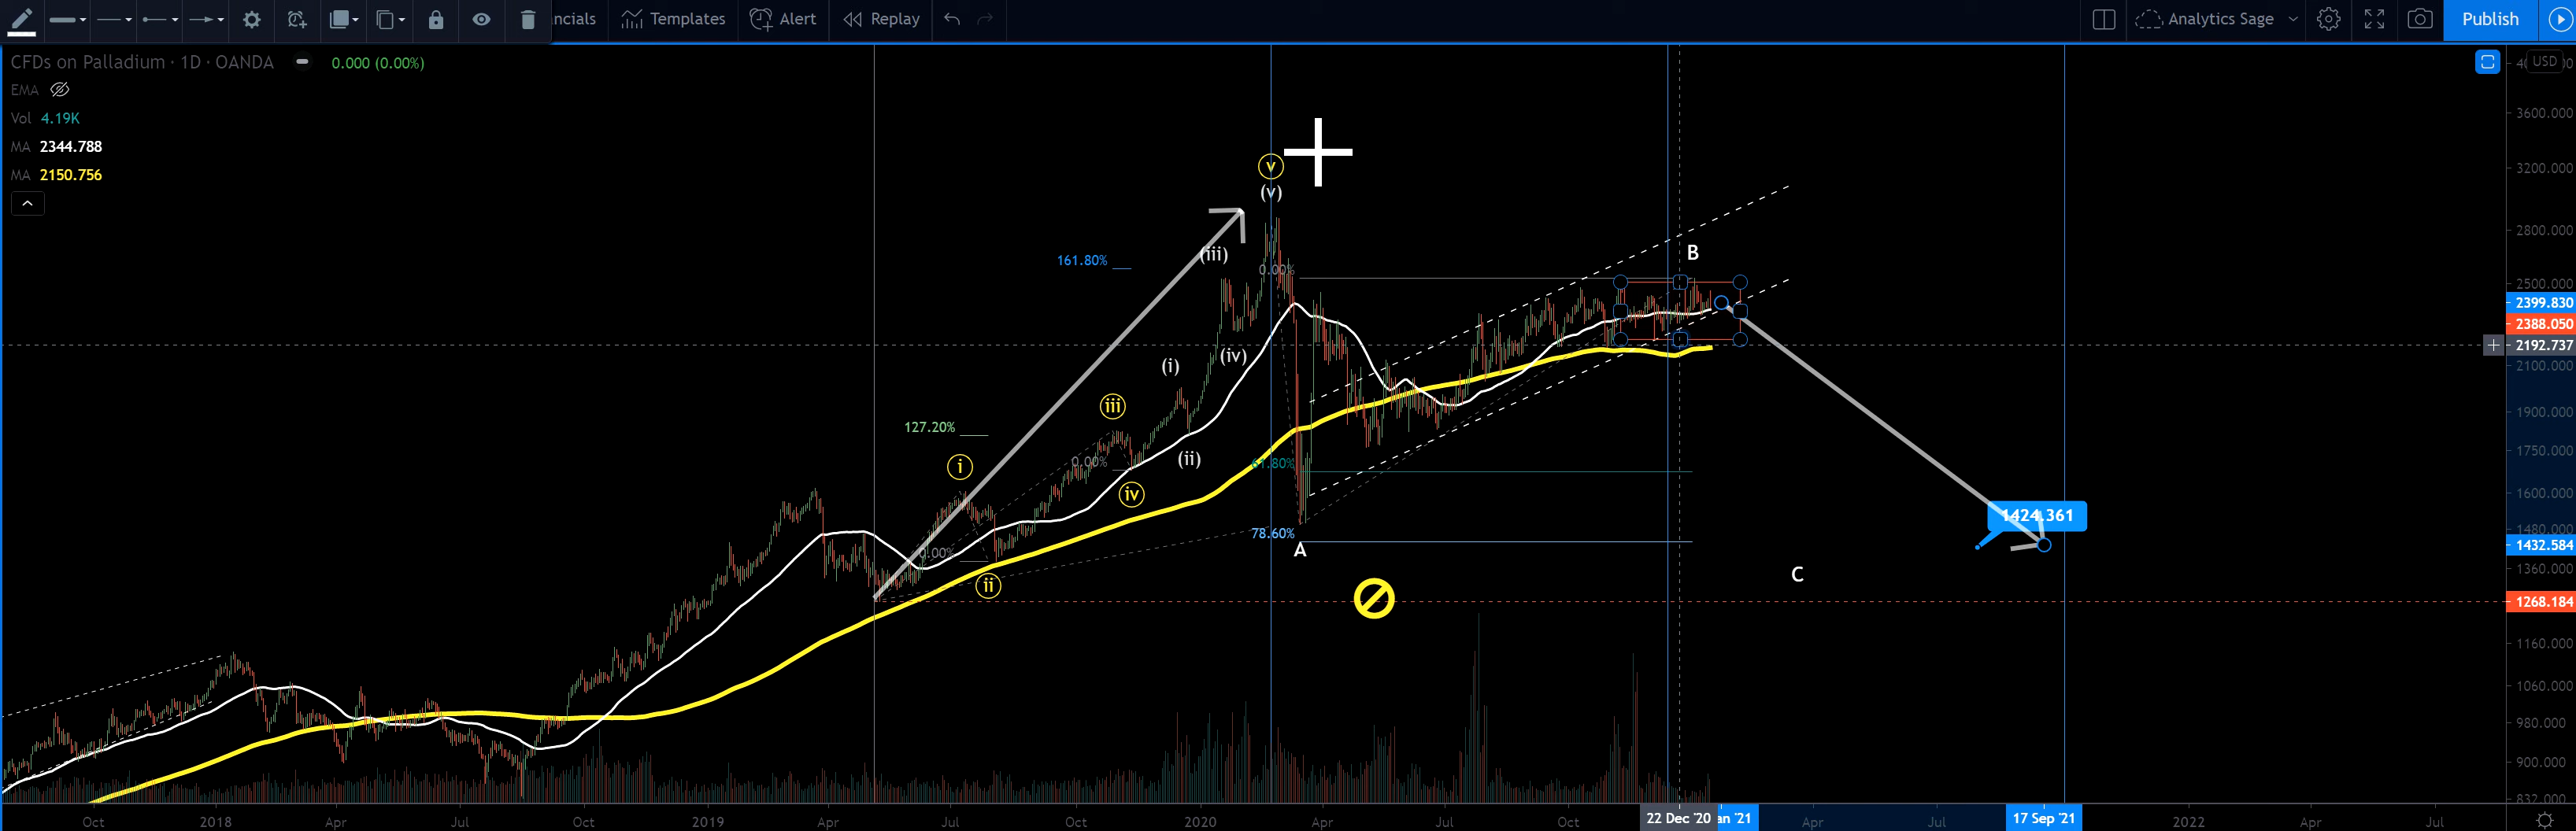 ncials Templates Alert Replay Analytics Sage Publish
CFDs on Palladium · 1D · OANDA 0.000 (0.00%)
USD
EMA
Vol 4.19K
MA 2344.788
MA 2150.756
3600.000
3200.000
2800.000
2500.000
2399.830
2388.050
2192.737
2100.000
1900.000
1750.000
1600.000
1480.000
1432.584
1360.000
1268.184
1160.000
1060.000
980.000
900.000
832.000
v
(v)
(iii)
161.80%
0.00%
B
(i)
(iv)
iii
127.20%
i
0.00%
(ii)
61.80%
iv
1424.361
78.60%
A
0.00%
ii
C
Oct 2018 Apr Jul Oct 2019 Apr Jul Oct 2020 Apr Jul Oct 22 Dec '20 an '21 Apr Jul 17 Sep '21 2022 Apr Jul